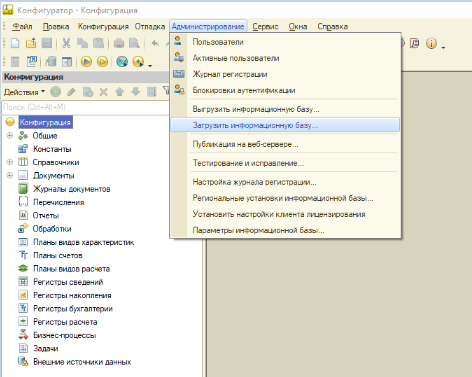 Конфигуратор - Конфигурация
Файл Правка Конфигурация Отладка Администрирование Сервис Окна Справка
Пользователи
Активные пользователи
Журнал регистрации
Блокировки аутентификации
Выгрузить информационную базу...
Загрузить информационную базу...
Публикация на веб-сервере...
Тестирование и исправление...
Настройка журнала регистрации...
Региональные установки информационной базы...
Установить настройки клиента лицензирования
Параметры информационной базы...
Конфигурация
Действия
Поиск (Ctrl+Alt+M)
Конфигурация
Общие
Константы
Справочники
Документы
Журналы документов
Перечисления
Отчеты
Обработки
Планы видов характеристик
Планы счетов
Планы видов расчета
Регистры сведений
Регистры накопления
Регистры бухгалтерии
Регистры расчета
Бизнес-процессы
Задачи
Внешние источники данных